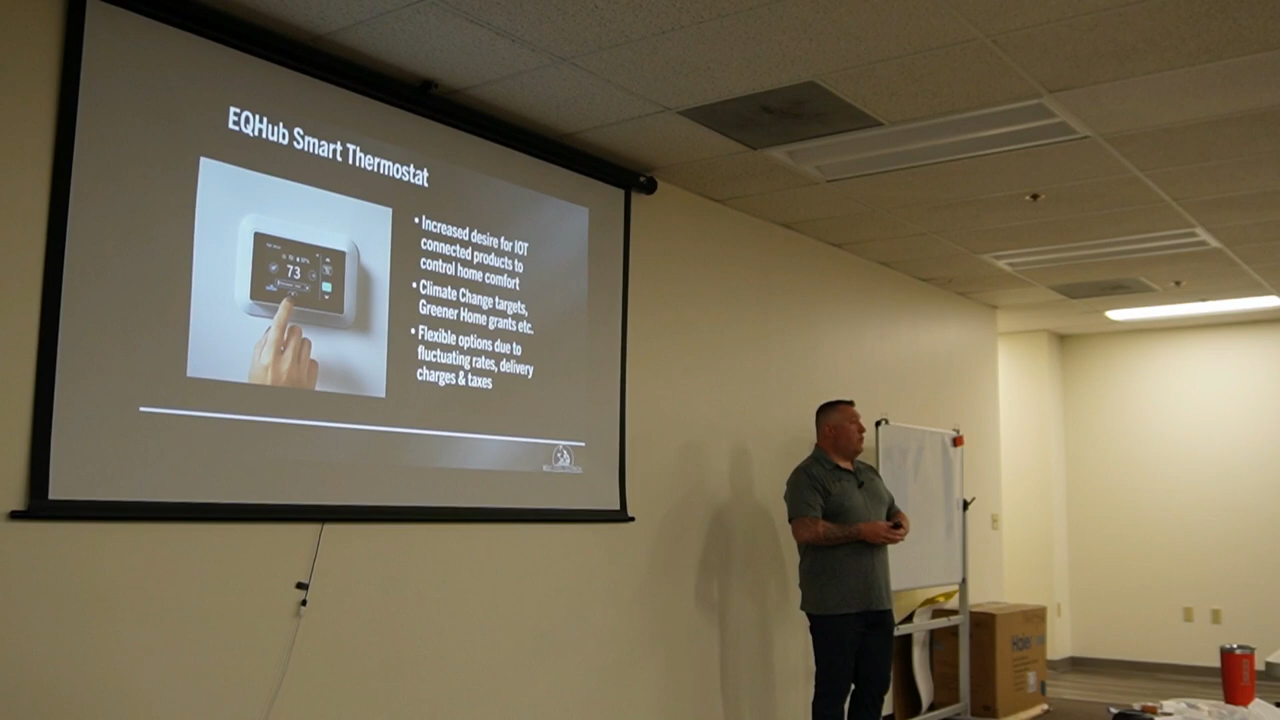 EQHub Smart Thermostat
• Increased desire for IOT
connected products to
control home comfort
• Climate Change targets,
Greener Home grants etc.
• Flexible options due to
fluctuating rates, delivery
charges & taxes
73
Haier